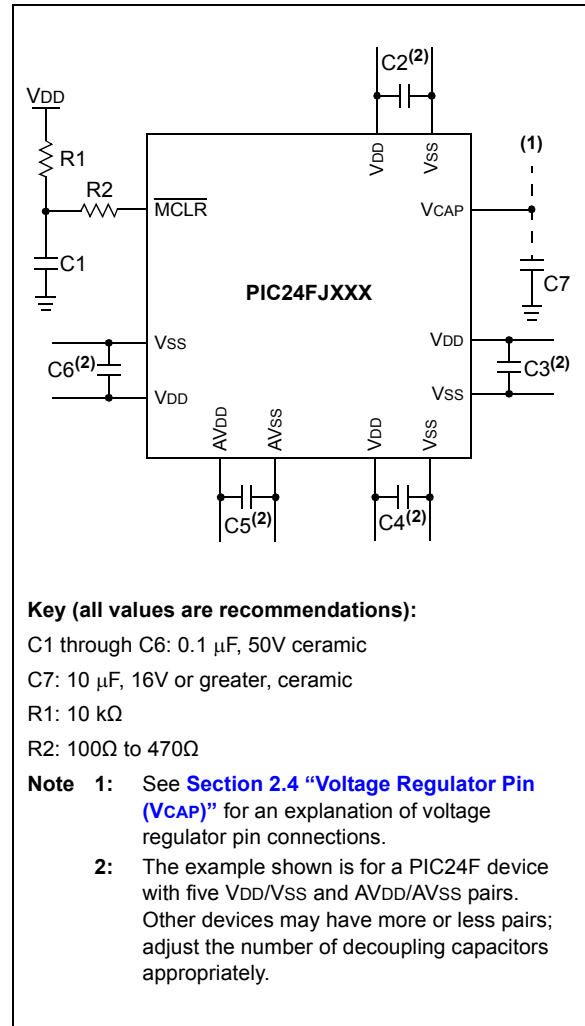 C2(2)
VDD
R1
R2
C1
MCLR
VDD
VSS
(1)
VCAP
C7
PIC24FJXXX
VSS
C6(2)
VDD
VDD
C3(2)
VSS
AVDD
AVSS
VDD
VSS
C5(2)
C4(2)
Key (all values are recommendations):
C1 through C6: 0.1 μF, 50V ceramic
C7: 10 μF, 16V or greater, ceramic
R1: 10 kΩ
R2: 100Ω to 470Ω
Note 1: See Section 2.4 “Voltage Regulator Pin
(VCAP)” for an explanation of voltage
regulator pin connections.
2: The example shown is for a PIC24F device
with five VDD/VSS and AVDD/AVSS pairs.
Other devices may have more or less pairs;
adjust the number of decoupling capacitors
appropriately.